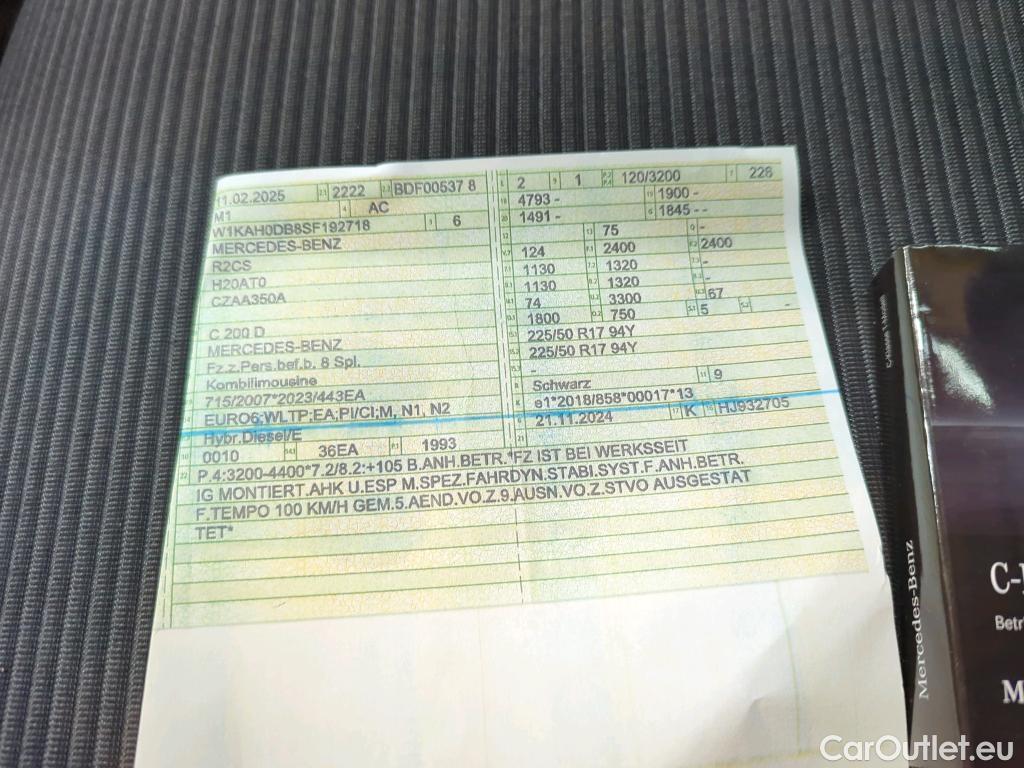 11.02.2025 2222 BDF00537 8
M1 AC
W1KAH0DB8SF192718 6
MERCEDES-BENZ
R2CS
H20AT0
CZAA350A
C 200 D
MERCEDES-BENZ
Fz.z.Pers.bef.b. 8 Spl.
Kombilimousine
715/2007*2023/443EA
EURO6;WLTP;EA;PI/CI;M, N1, N2
Hybr.Diesel/E
0010 36EA 1993
2 1 120/3200 226
4793 - 1900 -
1491 - 1845 - -
75 -
124 2400 2400
1130 1320 -
1130 1320 -
74 3300 67
1800 750 5 -
225/50 R17 94Y
225/50 R17 94Y
-
Schwarz 9
e1*2018/858*00017*13
21.11.2024 K HJ932705
P.4:3200-4400*7.2/8.2:+105 B.ANH.BETR.*FZ IST BEI WERKSSEIT
IG MONTIERT.AHK U.ESP M.SPEZ.FAHRDYN.STABI.SYST.F.ANH.BETR.
F.TEMPO 100 KM/H GEM.5.AEND.VO.Z.9.AUSN.VO.Z.STVO AUSGESTAT
TET*
Mercedes-Benz
CarOutlet.eu